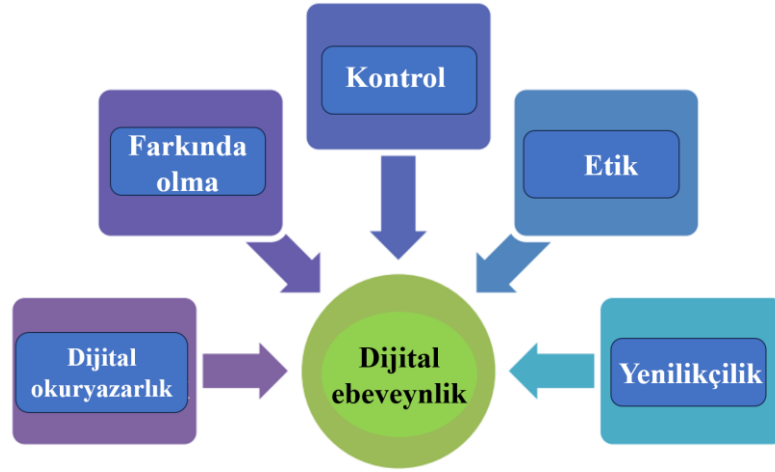 Kontrol
Farkında
olma
Etik
Dijital
okuryazarlık
Dijital
ebeveynlik
Yenilikçilik